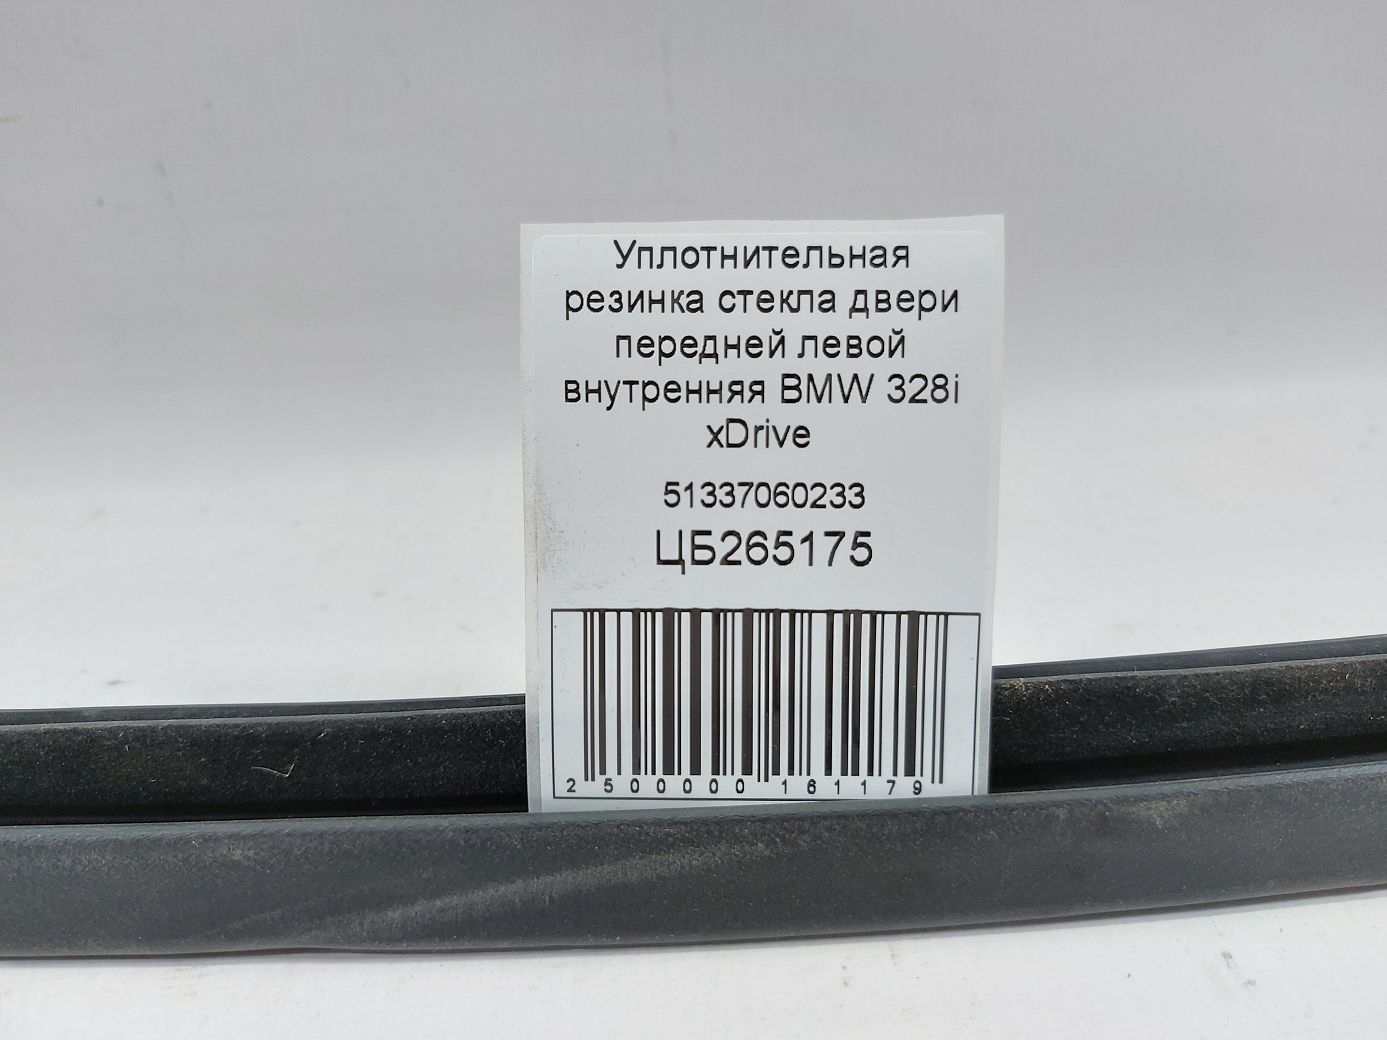 Уплотнительная
резинка стекла двери
передней левой
внутренняя BMW 328i
xDrive
51337060233
ЦБ265175
2 500000 161179